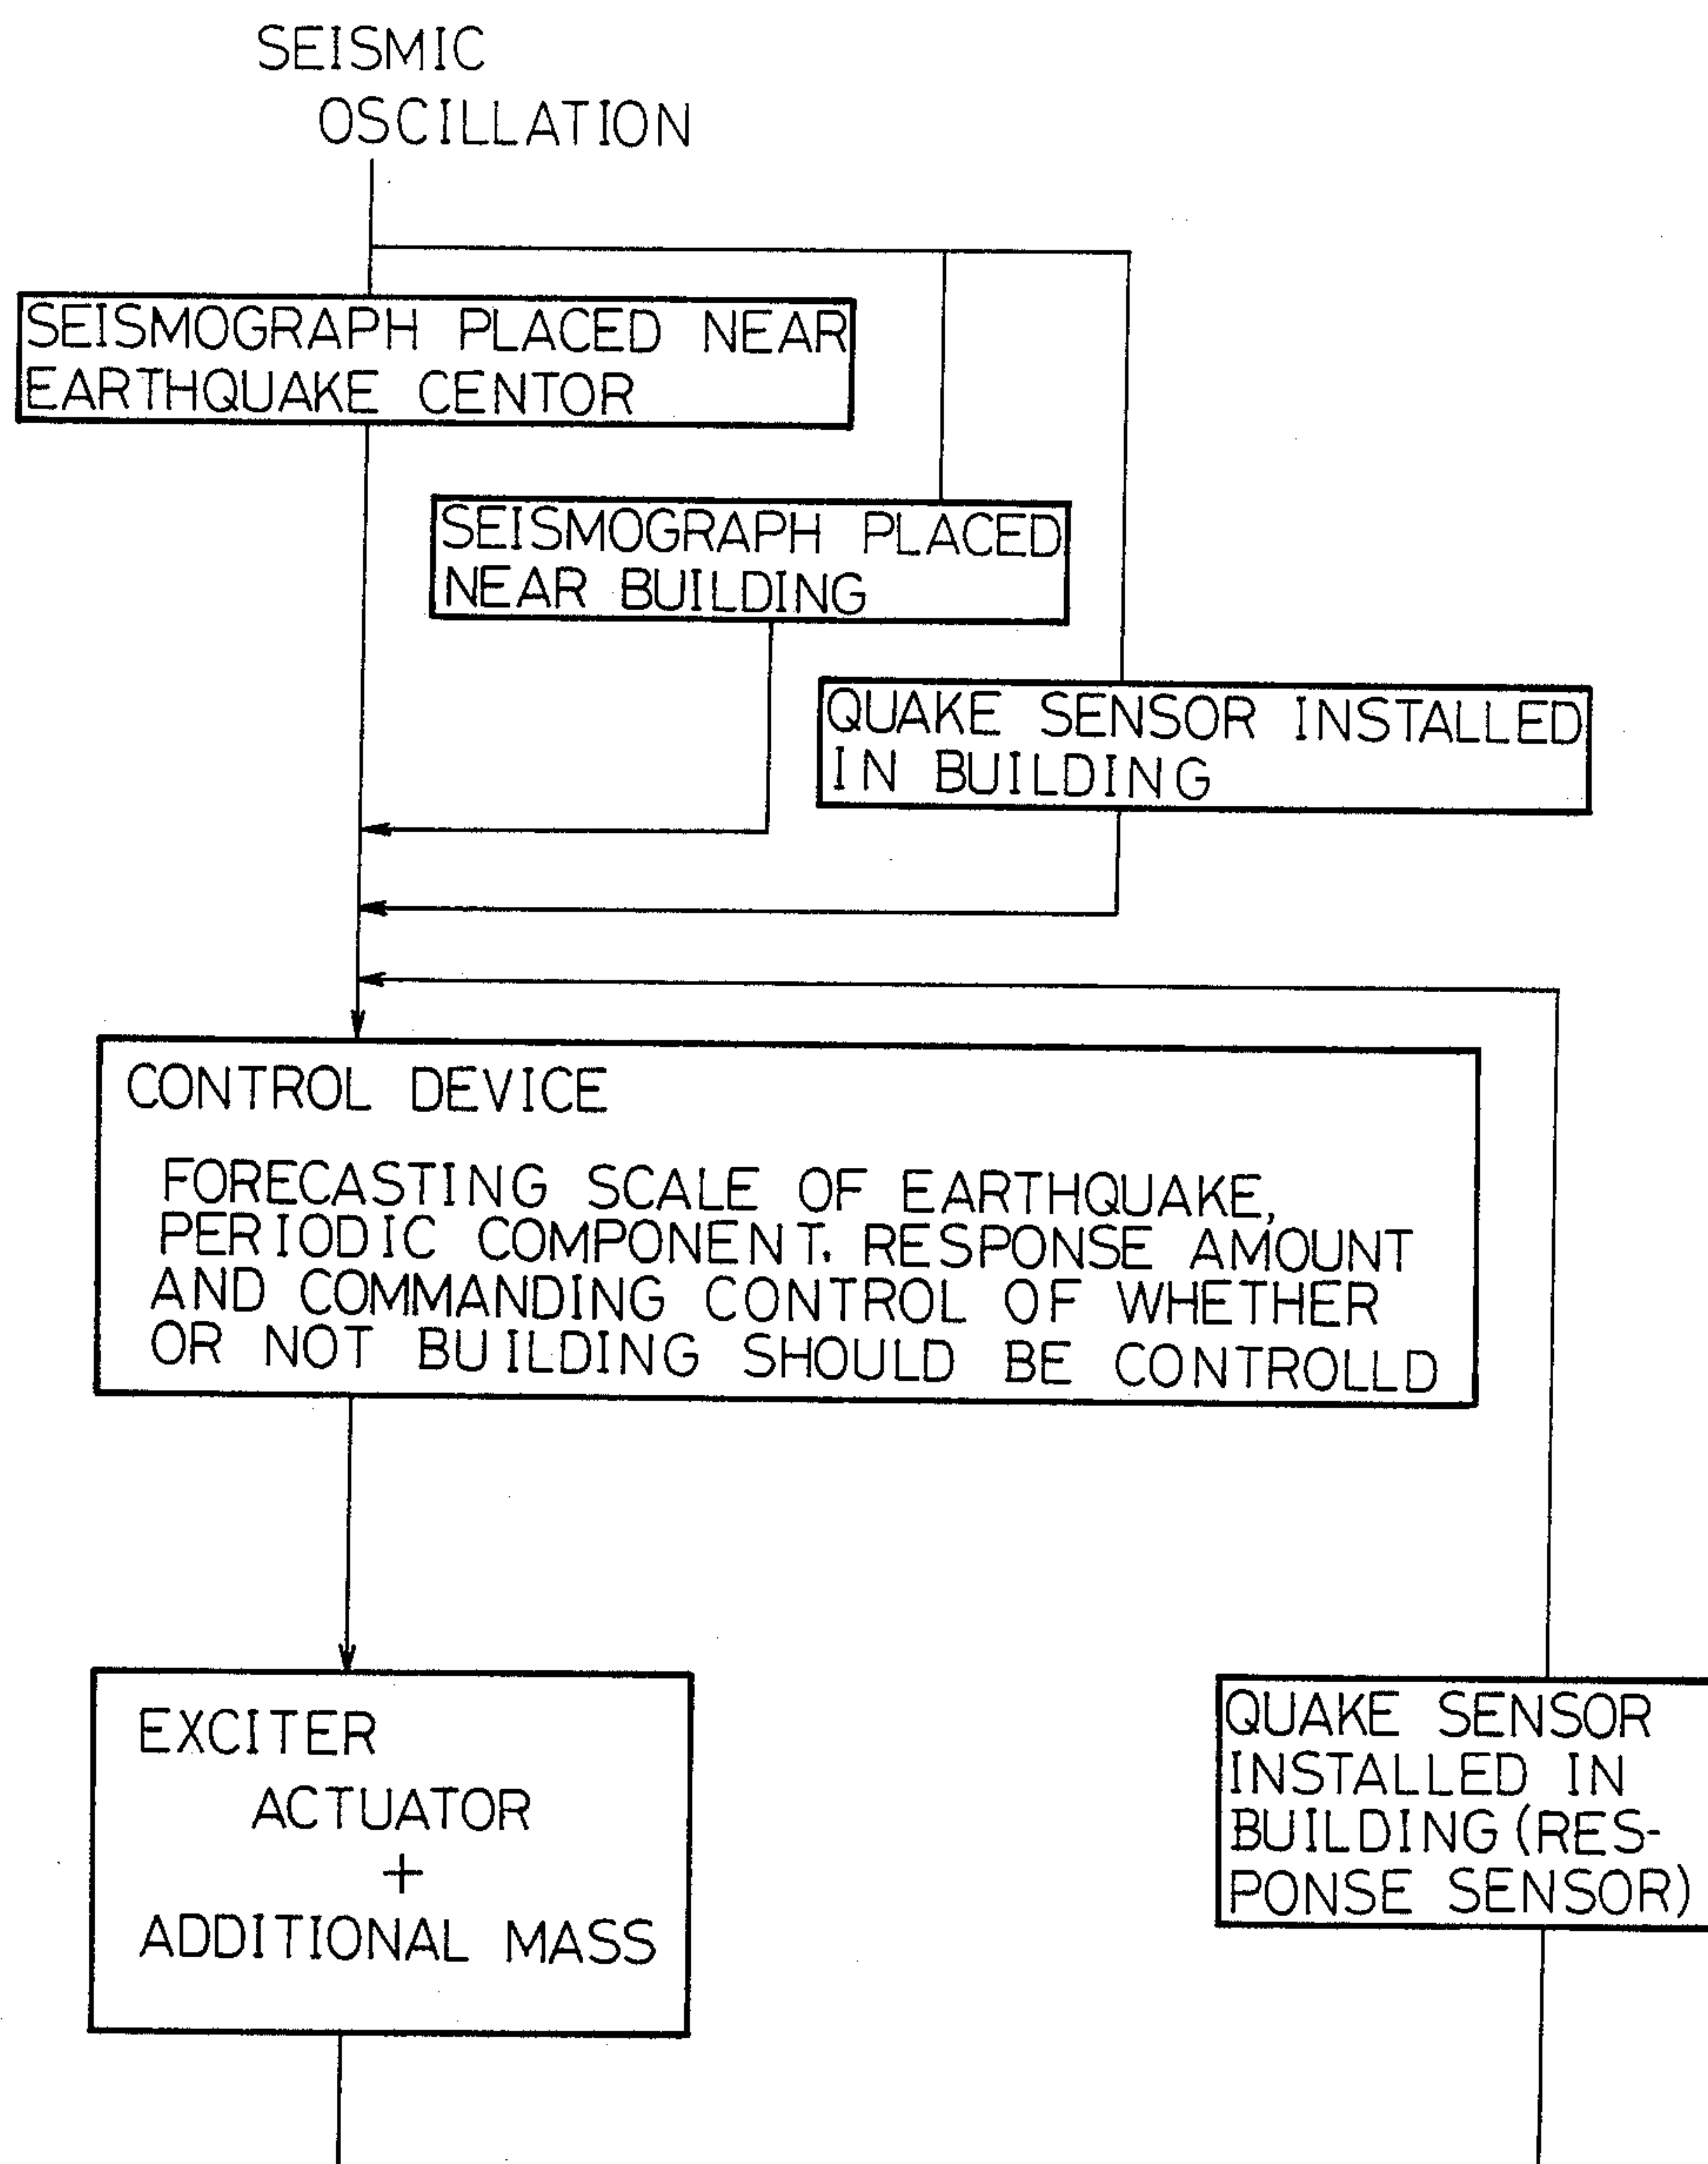 SEISMIC
OSCILLATION
SEISMOGRAPH PLACED NEAR
EARTHQUAKE CENTOR
SEISMOGRAPH PLACED
NEAR BUILDING
QUAKE SENSOR INSTALLED
IN BUILDING
CONTROL DEVICE
FORECASTING SCALE OF EARTHQUAKE,
PERIODIC COMPONENT. RESPONSE AMOUNT
AND COMMANDING CONTROL OF WHETHER
OR NOT BUILDING SHOULD BE CONTROLLD
EXCITER
ACTUATOR
+
ADDITIONAL MASS
QUAKE SENSOR
INSTALLED IN
BUILDING (RES-
PONSE SENSOR)